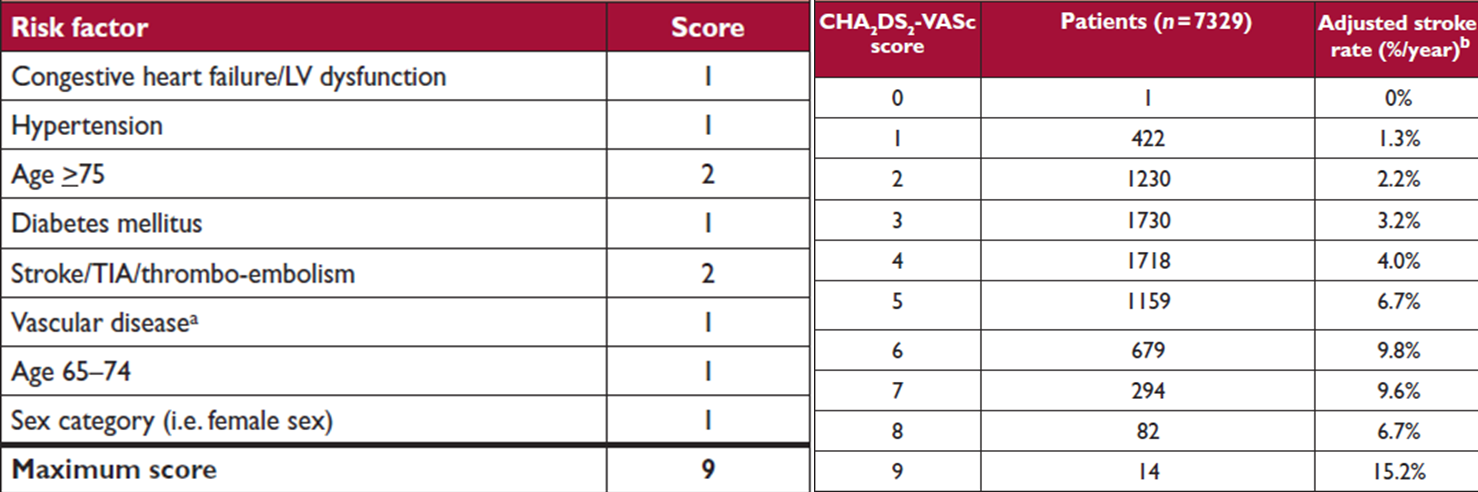 Risk factor Score
Congestive heart failure/LV dysfunction 1
Hypertension 1
Age ≥75 2
Diabetes mellitus 1
Stroke/TIA/thrombo-embolism 2
Vascular diseaseᵃ 1
Age 65–74 1
Sex category (i.e. female sex) 1
Maximum score 9
CHA₂DS₂-VASc score Patients (n=7329) Adjusted stroke rate (%/year)ᵇ
0 1 0%
1 422 1.3%
2 1230 2.2%
3 1730 3.2%
4 1718 4.0%
5 1159 6.7%
6 679 9.8%
7 294 9.6%
8 82 6.7%
9 14 15.2%